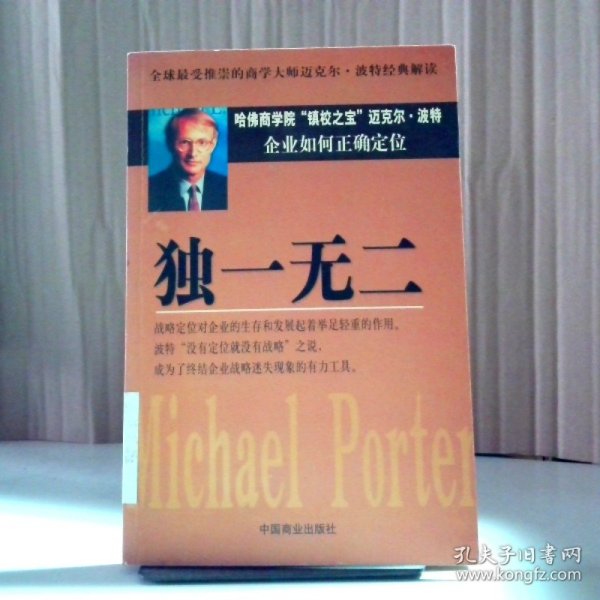 全球最受推崇的商学大师迈克尔·波特经典解读
哈佛商学院“镇校之宝”迈克尔·波特
企业如何正确定位
独一无二
战略定位对企业的生存和发展起着举足轻重的作用。
波特“没有定位就没有战略”之说,
成为了终结企业战略迷失现象的有力工具。
Michael Porter
中国商业出版社
孔夫子旧书网
www.kongfz.com